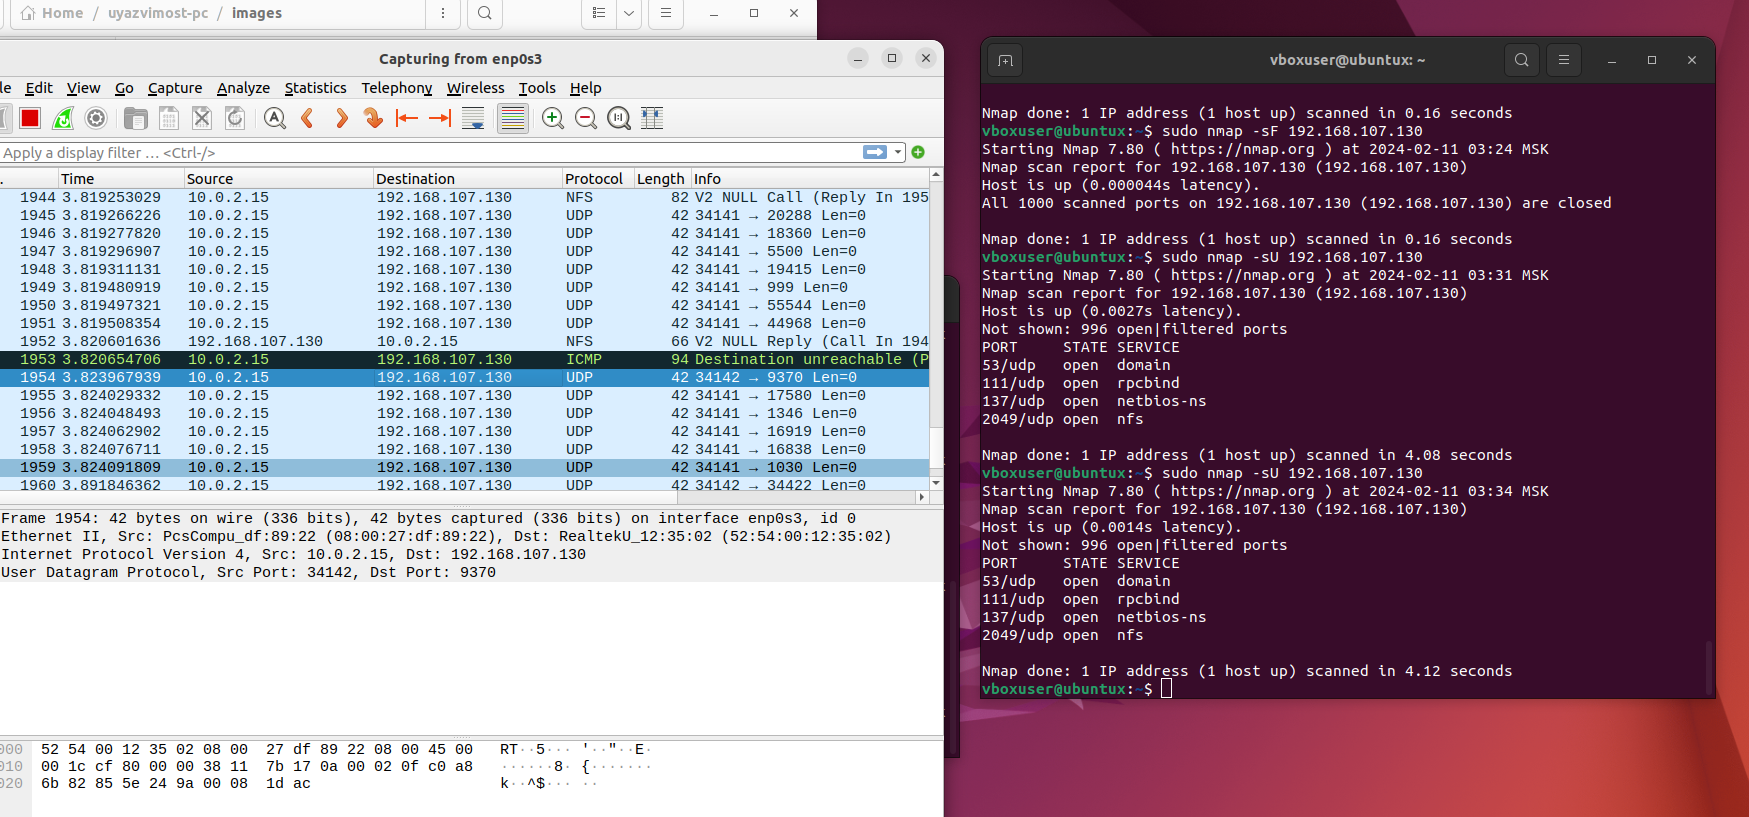 Home / uyazvimost-pc / images
Capturing from enp0s3
le Edit View Go Capture Analyze Statistics Telephony Wireless Tools Help
Apply a display filter … <Ctrl-/>
. Time Source Destination Protocol Length Info
1944 3.819253029 10.0.2.15 192.168.107.130 NFS 82 V2 NULL Call (Reply In 195
1945 3.819266226 10.0.2.15 192.168.107.130 UDP 42 34141 → 20288 Len=0
1946 3.819277820 10.0.2.15 192.168.107.130 UDP 42 34141 → 18360 Len=0
1947 3.819296907 10.0.2.15 192.168.107.130 UDP 42 34141 → 5500 Len=0
1948 3.819311131 10.0.2.15 192.168.107.130 UDP 42 34141 → 19415 Len=0
1949 3.819480919 10.0.2.15 192.168.107.130 UDP 42 34141 → 999 Len=0
1950 3.819497321 10.0.2.15 192.168.107.130 UDP 42 34141 → 55544 Len=0
1951 3.819508354 10.0.2.15 192.168.107.130 UDP 42 34141 → 44968 Len=0
1952 3.820601636 192.168.107.130 10.0.2.15 NFS 66 V2 NULL Reply (Call In 194
1953 3.820654706 10.0.2.15 192.168.107.130 ICMP 94 Destination unreachable (P
1954 3.823967939 10.0.2.15 192.168.107.130 UDP 42 34142 → 9370 Len=0
1955 3.824029332 10.0.2.15 192.168.107.130 UDP 42 34141 → 17580 Len=0
1956 3.824048493 10.0.2.15 192.168.107.130 UDP 42 34141 → 1346 Len=0
1957 3.824062902 10.0.2.15 192.168.107.130 UDP 42 34141 → 16919 Len=0
1958 3.824076711 10.0.2.15 192.168.107.130 UDP 42 34141 → 16838 Len=0
1959 3.824091809 10.0.2.15 192.168.107.130 UDP 42 34141 → 1030 Len=0
1960 3.891846362 10.0.2.15 192.168.107.130 UDP 42 34142 → 34422 Len=0
Frame 1954: 42 bytes on wire (336 bits), 42 bytes captured (336 bits) on interface enp0s3, id 0
Ethernet II, Src: PcsCompu_df:89:22 (08:00:27:df:89:22), Dst: RealtekU_12:35:02 (52:54:00:12:35:02)
Internet Protocol Version 4, Src: 10.0.2.15, Dst: 192.168.107.130
User Datagram Protocol, Src Port: 34142, Dst Port: 9370
000 52 54 00 12 35 02 08 00 27 df 89 22 08 00 45 00 RT··5··· '··"··E·
010 00 1c cf 80 00 00 38 11 7b 17 0a 00 02 0f c0 a8 ······8· {·······
020 6b 82 85 5e 24 9a 00 08 1d ac k··^$··· ··
vboxuser@ubuntux: ~
Nmap done: 1 IP address (1 host up) scanned in 0.16 seconds
vboxuser@ubuntux:~$ sudo nmap -sF 192.168.107.130
Starting Nmap 7.80 ( https://nmap.org ) at 2024-02-11 03:24 MSK
Nmap scan report for 192.168.107.130 (192.168.107.130)
Host is up (0.000044s latency).
All 1000 scanned ports on 192.168.107.130 (192.168.107.130) are closed
Nmap done: 1 IP address (1 host up) scanned in 0.16 seconds
vboxuser@ubuntux:~$ sudo nmap -sU 192.168.107.130
Starting Nmap 7.80 ( https://nmap.org ) at 2024-02-11 03:31 MSK
Nmap scan report for 192.168.107.130 (192.168.107.130)
Host is up (0.0027s latency).
Not shown: 996 open|filtered ports
PORT STATE SERVICE
53/udp open domain
111/udp open rpcbind
137/udp open netbios-ns
2049/udp open nfs
Nmap done: 1 IP address (1 host up) scanned in 4.08 seconds
vboxuser@ubuntux:~$ sudo nmap -sU 192.168.107.130
Starting Nmap 7.80 ( https://nmap.org ) at 2024-02-11 03:34 MSK
Nmap scan report for 192.168.107.130 (192.168.107.130)
Host is up (0.0014s latency).
Not shown: 996 open|filtered ports
PORT STATE SERVICE
53/udp open domain
111/udp open rpcbind
137/udp open netbios-ns
2049/udp open nfs
Nmap done: 1 IP address (1 host up) scanned in 4.12 seconds
vboxuser@ubuntux:~$